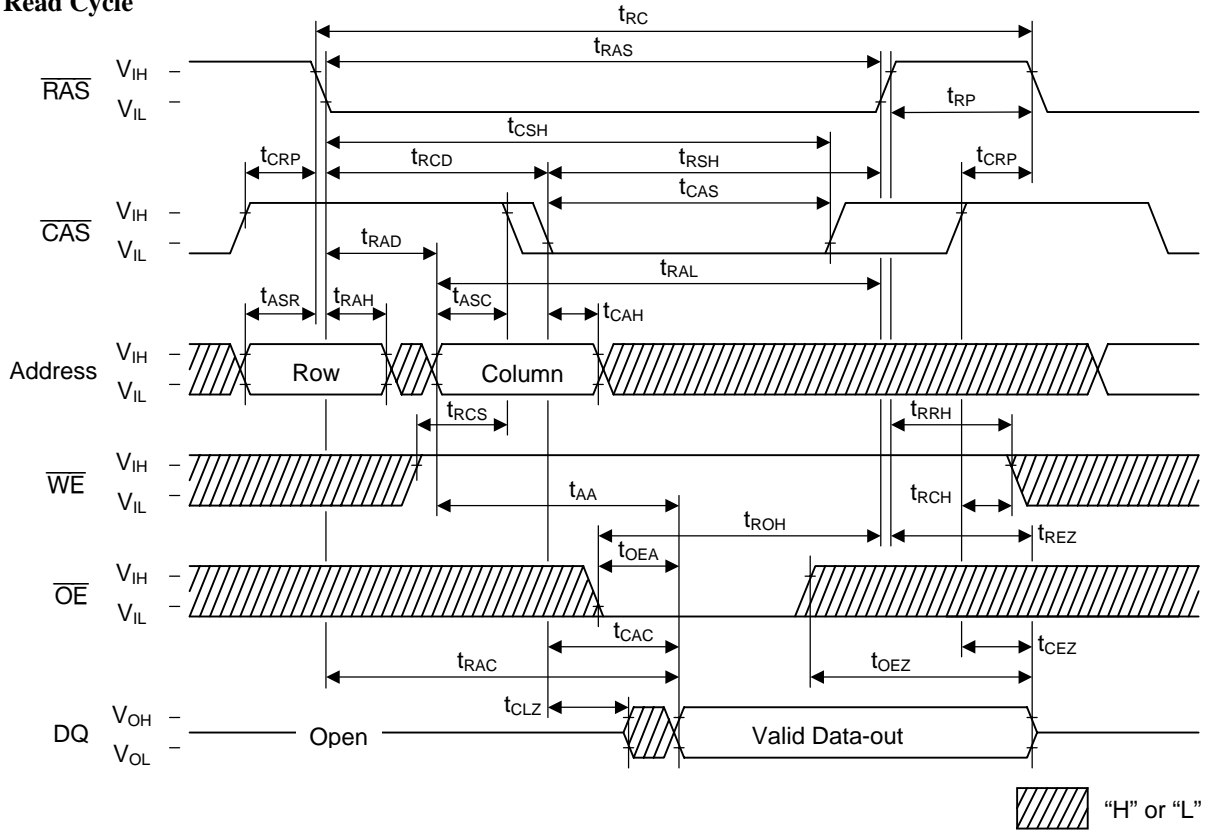 Read Cycle
tRC
tRAS
RAS
VIH
VIL
tRP
tCSH
tCRP
tRCD
tRSH
tCRP
tCAS
CAS
VIH
VIL
tRAD
tRAL
tASR
tRAH
tASC
tCAH
Address
VIH
VIL
Row
Column
tRCS
tRRH
WE
VIH
VIL
tAA
tRCH
tROH
tREZ
tOEA
OE
VIH
VIL
tCAC
tCEZ
tRAC
tOEZ
tCLZ
DQ
VOH
VOL
Open
Valid Data-out
“H” or “L”